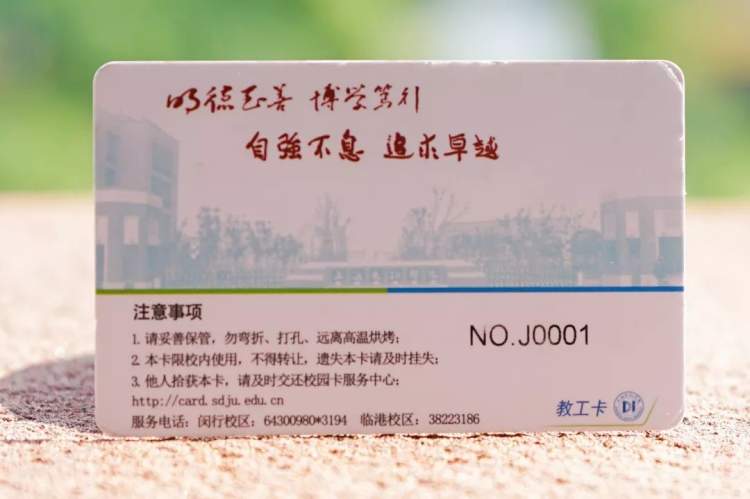 明德至善 博学笃行
自强不息 追求卓越
注意事项
1. 请妥善保管，勿弯折、打孔、远离高温烘烤；
NO.J0001
2. 本卡限校内使用，不得转让，遗失本卡请及时挂失；
3. 他人拾获本卡，请及时交还校园卡服务中心；
http://card.sdju.edu.cn
教工卡
服务电话：闵行校区：64300980*3194 临港校区：38223186